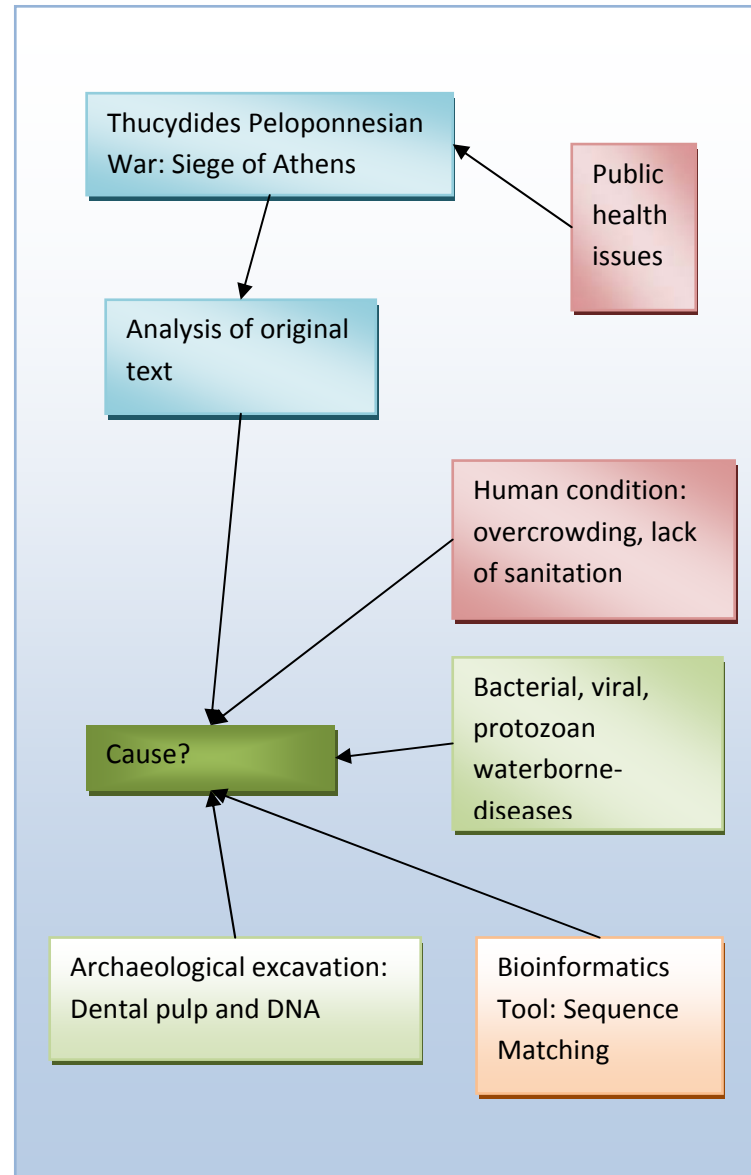 Thucydides Peloponnesian
War: Siege of Athens
Public
health
issues
Analysis of original
text
Human condition:
overcrowding, lack
of sanitation
Bacterial, viral,
protozoan
waterborne-
diseases
Cause?
Archaeological excavation:
Dental pulp and DNA
Bioinformatics
Tool: Sequence
Matching